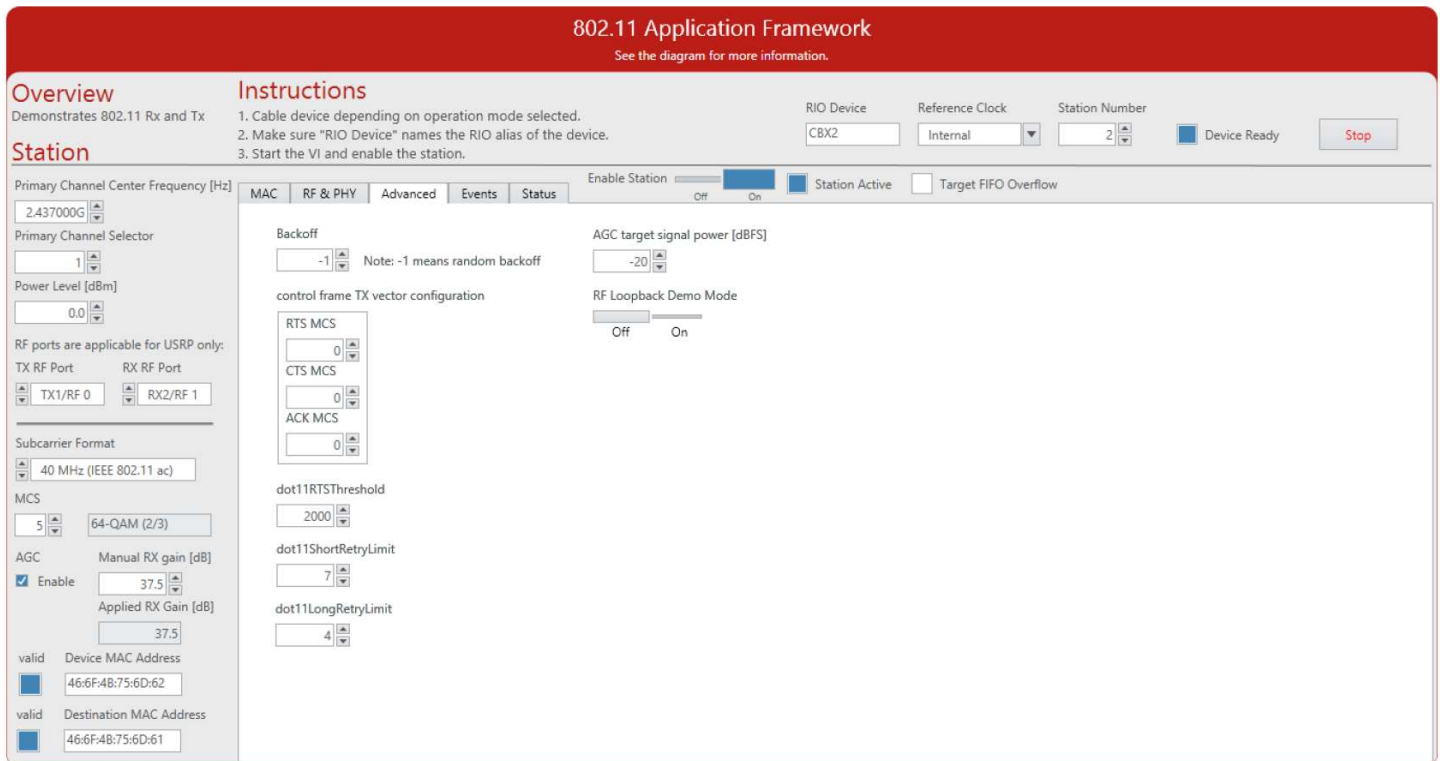 802.11 Application Framework
See the diagram for more information.
Overview
Demonstrates 802.11 Rx and Tx
Instructions
1. Cable device depending on operation mode selected.
2. Make sure "RIO Device" names the RIO alias of the device.
3. Start the VI and enable the station.
RIO Device
CBX2
Reference Clock
Internal
Station Number
2
Device Ready
Stop
Station
Primary Channel Center Frequency [Hz]
2.437000G
Primary Channel Selector
1
Power Level [dBm]
0.0
RF ports are applicable for USRP only:
TX RF Port RX RF Port
TX1/RF 0 RX2/RF 1
Subcarrier Format
40 MHz (IEEE 802.11 ac)
MCS
5 64-QAM (2/3)
AGC Manual RX gain [dB]
Enable 37.5
Applied RX Gain [dB]
37.5
valid Device MAC Address
46:6F:4B:75:6D:62
valid Destination MAC Address
46:6F:4B:75:6D:61
MAC RF & PHY Advanced Events Status
Enable Station
Off On
Station Active
Target FIFO Overflow
Backoff
-1 Note: -1 means random backoff
control frame TX vector configuration
RTS MCS
0
CTS MCS
0
ACK MCS
0
dot11RTSThreshold
2000
dot11ShortRetryLimit
7
dot11LongRetryLimit
4
AGC target signal power [dBFS]
-20
RF Loopback Demo Mode
Off On